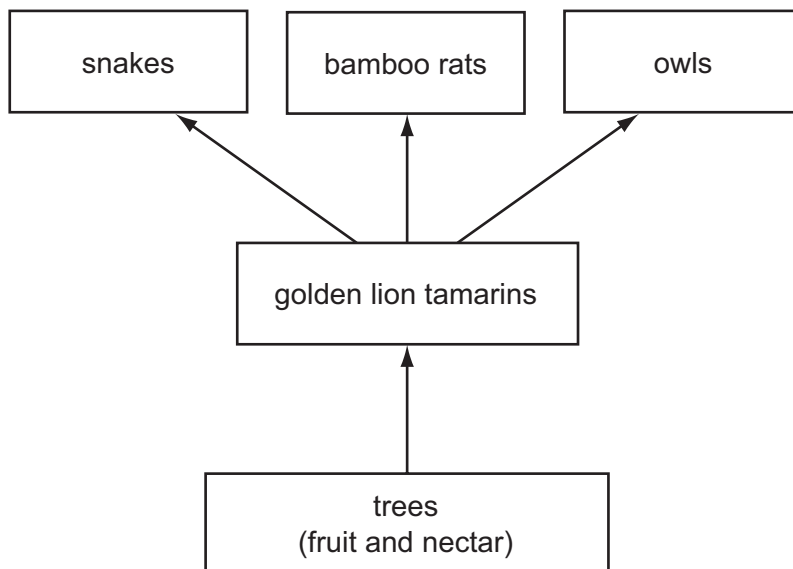 snakes
bamboo rats
owls
golden lion tamarins
trees
(fruit and nectar)